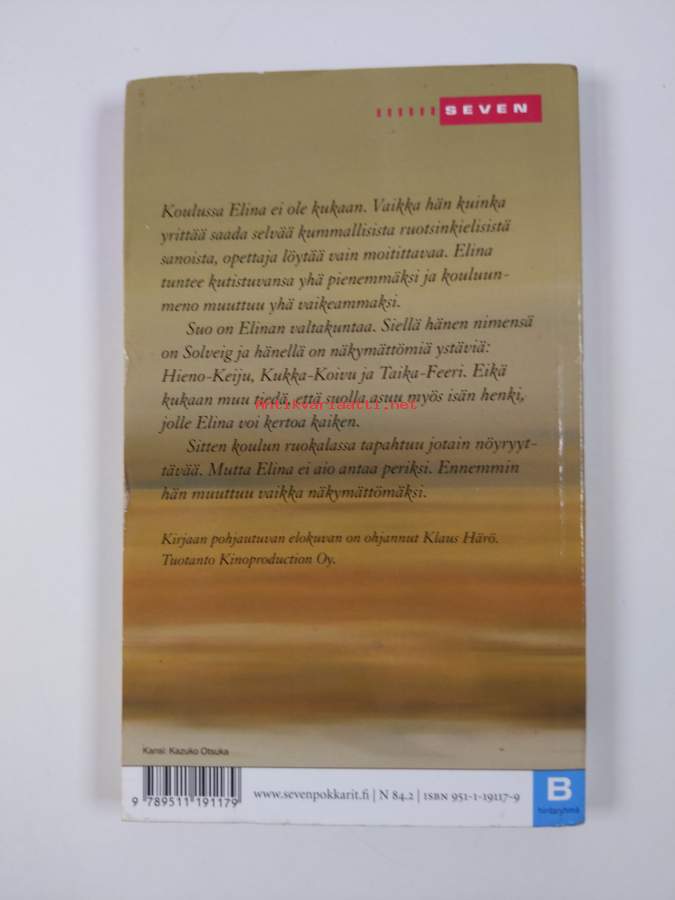 SEVEN
Koulussa Elina ei ole kukaan. Vaikka hän kuinka
yrittää saada selvää kummallisista ruotsinkielisistä
sanoista, opettaja löytää vain moitittavaa. Elina
tuntee kutistuvansa yhä pienemmäksi ja kouluun-
meno muuttuu yhä vaikeammaksi.
Suo on Elinan valtakuntaa. Siellä hänen nimensä
on Solveig ja hänellä on näkymättömiä ystäviä:
Hieno-Keiju, Kukka-Koivu ja Taika-Feeri. Eikä
kukaan muu tiedä, että suolla asuu myös isän henki,
Antikvariaatti.net
jolle Elina voi kertoa kaiken.
Sitten koulun ruokalassa tapahtuu jotain nöyryyt-
tävää. Mutta Elina ei aio antaa periksi. Ennemmin
hän muuttuu vaikka näkymättömäksi.
Kirjaan pohjautuvan elokuvan on ohjannut Klaus Härö.
Tuotanto Kinoproduction Oy.
Kansi: Kazuko Otsuka
9 789511 191179
www.sevenpokkarit.fi | N 84.2 | ISBN 951-1-19117-9
B
hintaryhmä